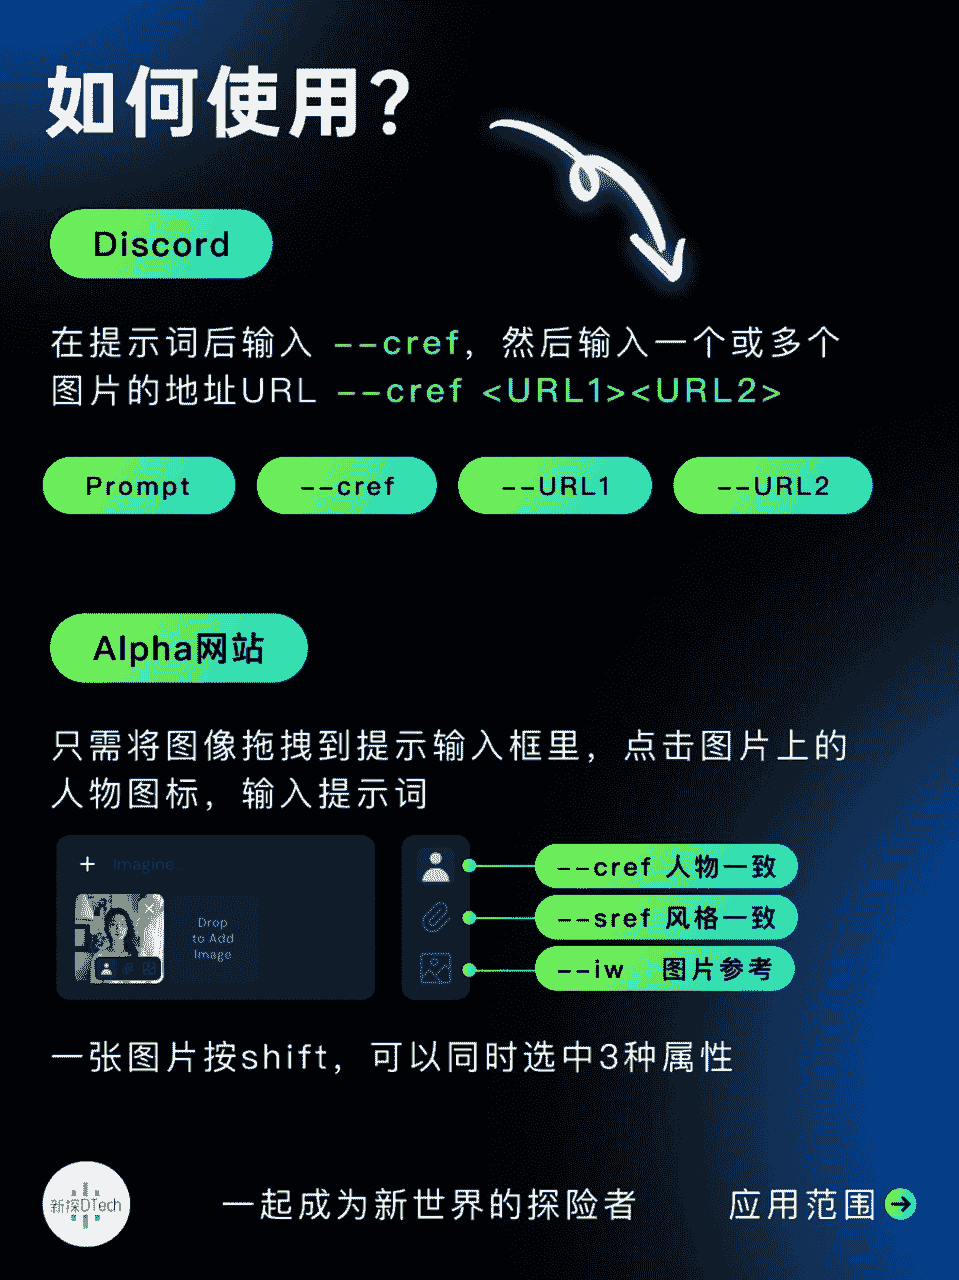 如何使用?
Discord
在提示词后输入 --cref，然后输入一个或多个
图片的地址URL --cref <URL1><URL2>
Prompt
--cref
--URL1
--URL2
Alpha网站
只需将图像拖拽到提示输入框里，点击图片上的
人物图标，输入提示词
+ Imagine...
Drop
to Add
Image
--cref 人物一致
--sref 风格一致
--iw 图片参考
一张图片按shift，可以同时选中3种属性
新探DTech
一起成为新世界的探险者
应用范围